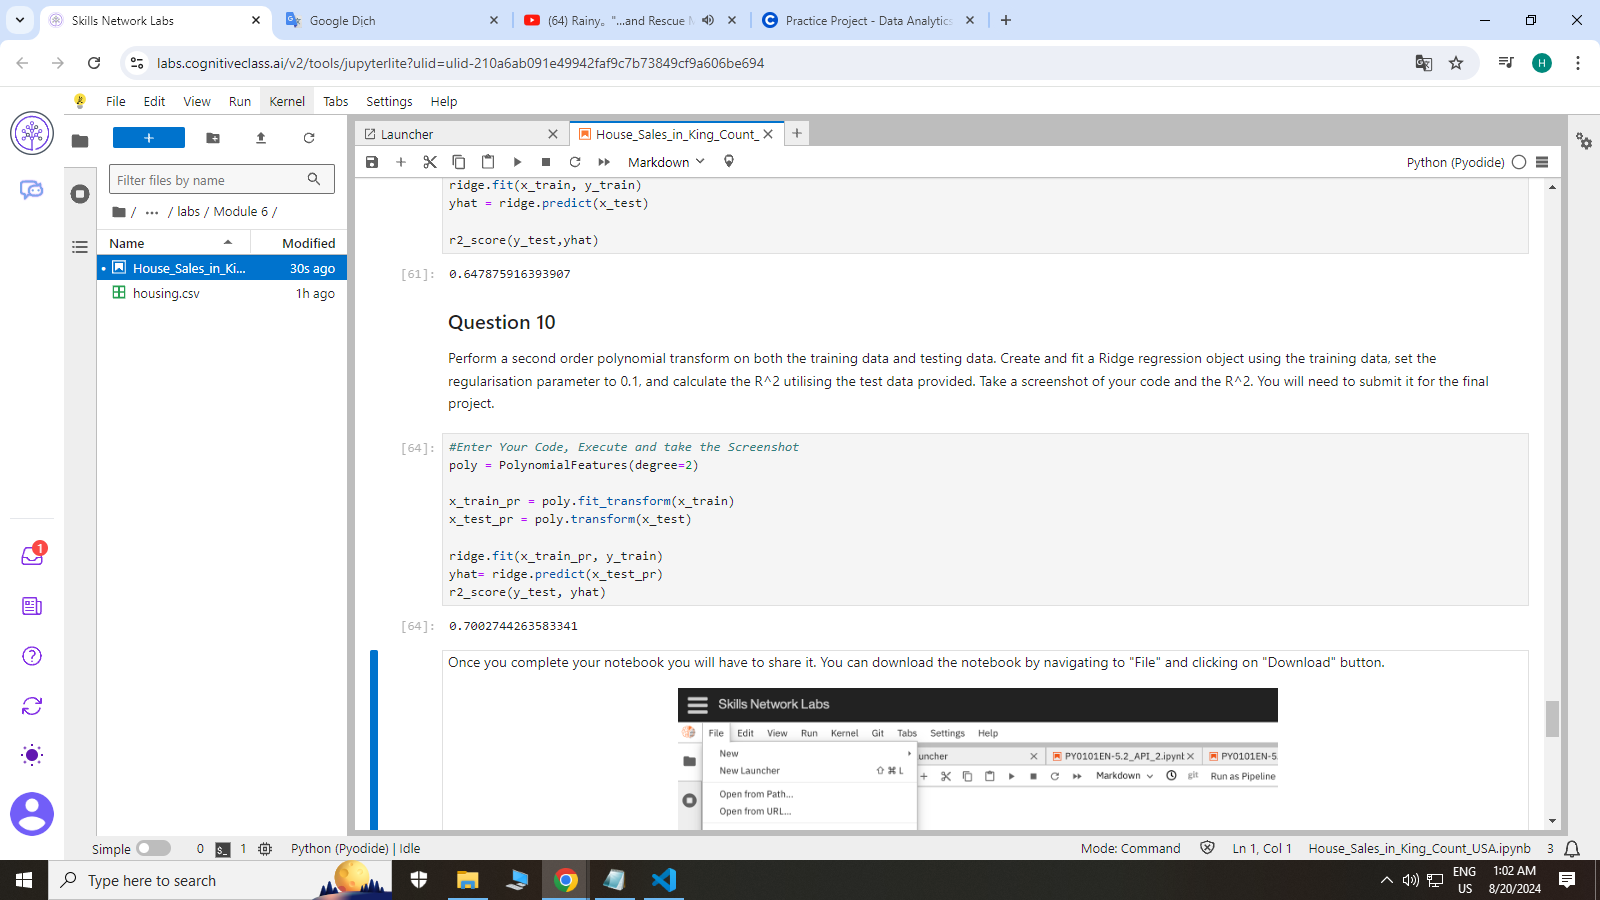 Skills Network Labs
Google Dịch
(64) Rainy。"...and Rescue
Practice Project - Data Analytics
labs.cognitiveclass.ai/v2/tools/jupyterlite?ulid=ulid-210a6ab091e49942faf9c7b73849cf9a606be694
H
File Edit View Run Kernel Tabs Settings Help
Launcher
House_Sales_in_King_Count_
Filter files by name
Markdown
Python (Pyodide)
/ ··· / labs / Module 6 /
Name Modified
House_Sales_in_Ki... 30s ago
housing.csv 1h ago
ridge.fit(x_train, y_train)
yhat = ridge.predict(x_test)
r2_score(y_test,yhat)
[61]: 0.647875916393907
Question 10
Perform a second order polynomial transform on both the training data and testing data. Create and fit a Ridge regression object using the training data, set the
regularisation parameter to 0.1, and calculate the R^2 utilising the test data provided. Take a screenshot of your code and the R^2. You will need to submit it for the final
project.
[64]: #Enter Your Code, Execute and take the Screenshot
poly = PolynomialFeatures(degree=2)
x_train_pr = poly.fit_transform(x_train)
x_test_pr = poly.transform(x_test)
ridge.fit(x_train_pr, y_train)
yhat= ridge.predict(x_test_pr)
r2_score(y_test, yhat)
[64]: 0.7002744263583341
Once you complete your notebook you will have to share it. You can download the notebook by navigating to "File" and clicking on "Download" button.
Skills Network Labs
File Edit View Run Kernel Git Tabs Settings Help
New
uncher
PY0101EN-5.2_API_2.ipynt
PY0101EN-5.
New Launcher ⇧ ⌘ L
Markdown git Run as Pipeline
Open from Path...
Open from URL...
1
Simple 0 1 Python (Pyodide) | Idle Mode: Command Ln 1, Col 1 House_Sales_in_King_Count_USA.ipynb 3
Type here to search
ENG
US
1:02 AM
8/20/2024